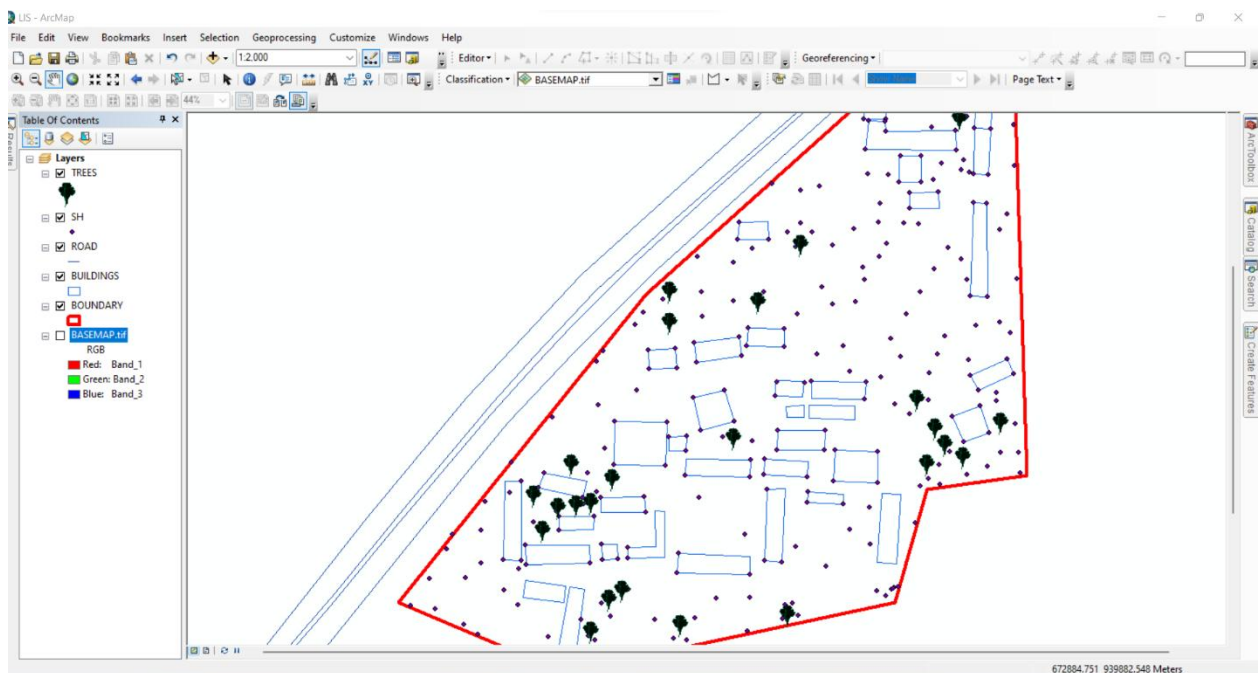 LIS - ArcMap
File Edit View Bookmarks Insert Selection Geoprocessing Customize Windows Help
1:2.000 Editor Georeferencing
Classification BASEMAP.tif Page Text
44%
Table Of Contents
Layers
TREES
SH
ROAD
BUILDINGS
BOUNDARY
BASEMAP.tif
RGB
Red: Band_1
Green: Band_2
Blue: Band_3
ArcToolbox
Catalog
Search
Create Features
672884.751 939882.548 Meters